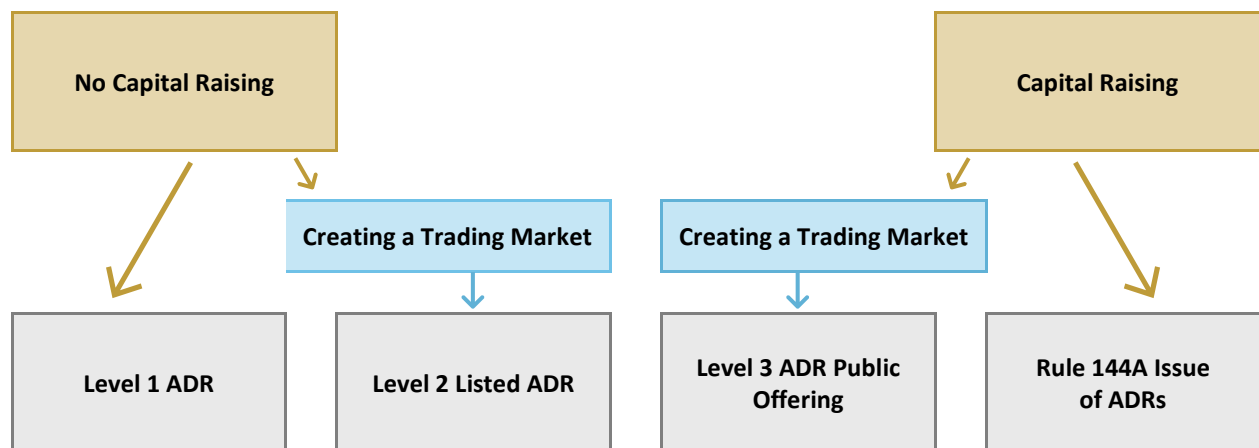 No Capital Raising
Capital Raising
Creating a Trading Market
Creating a Trading Market
Level 1 ADR
Level 2 Listed ADR
Level 3 ADR Public
Offering
Rule 144A Issue
of ADRs